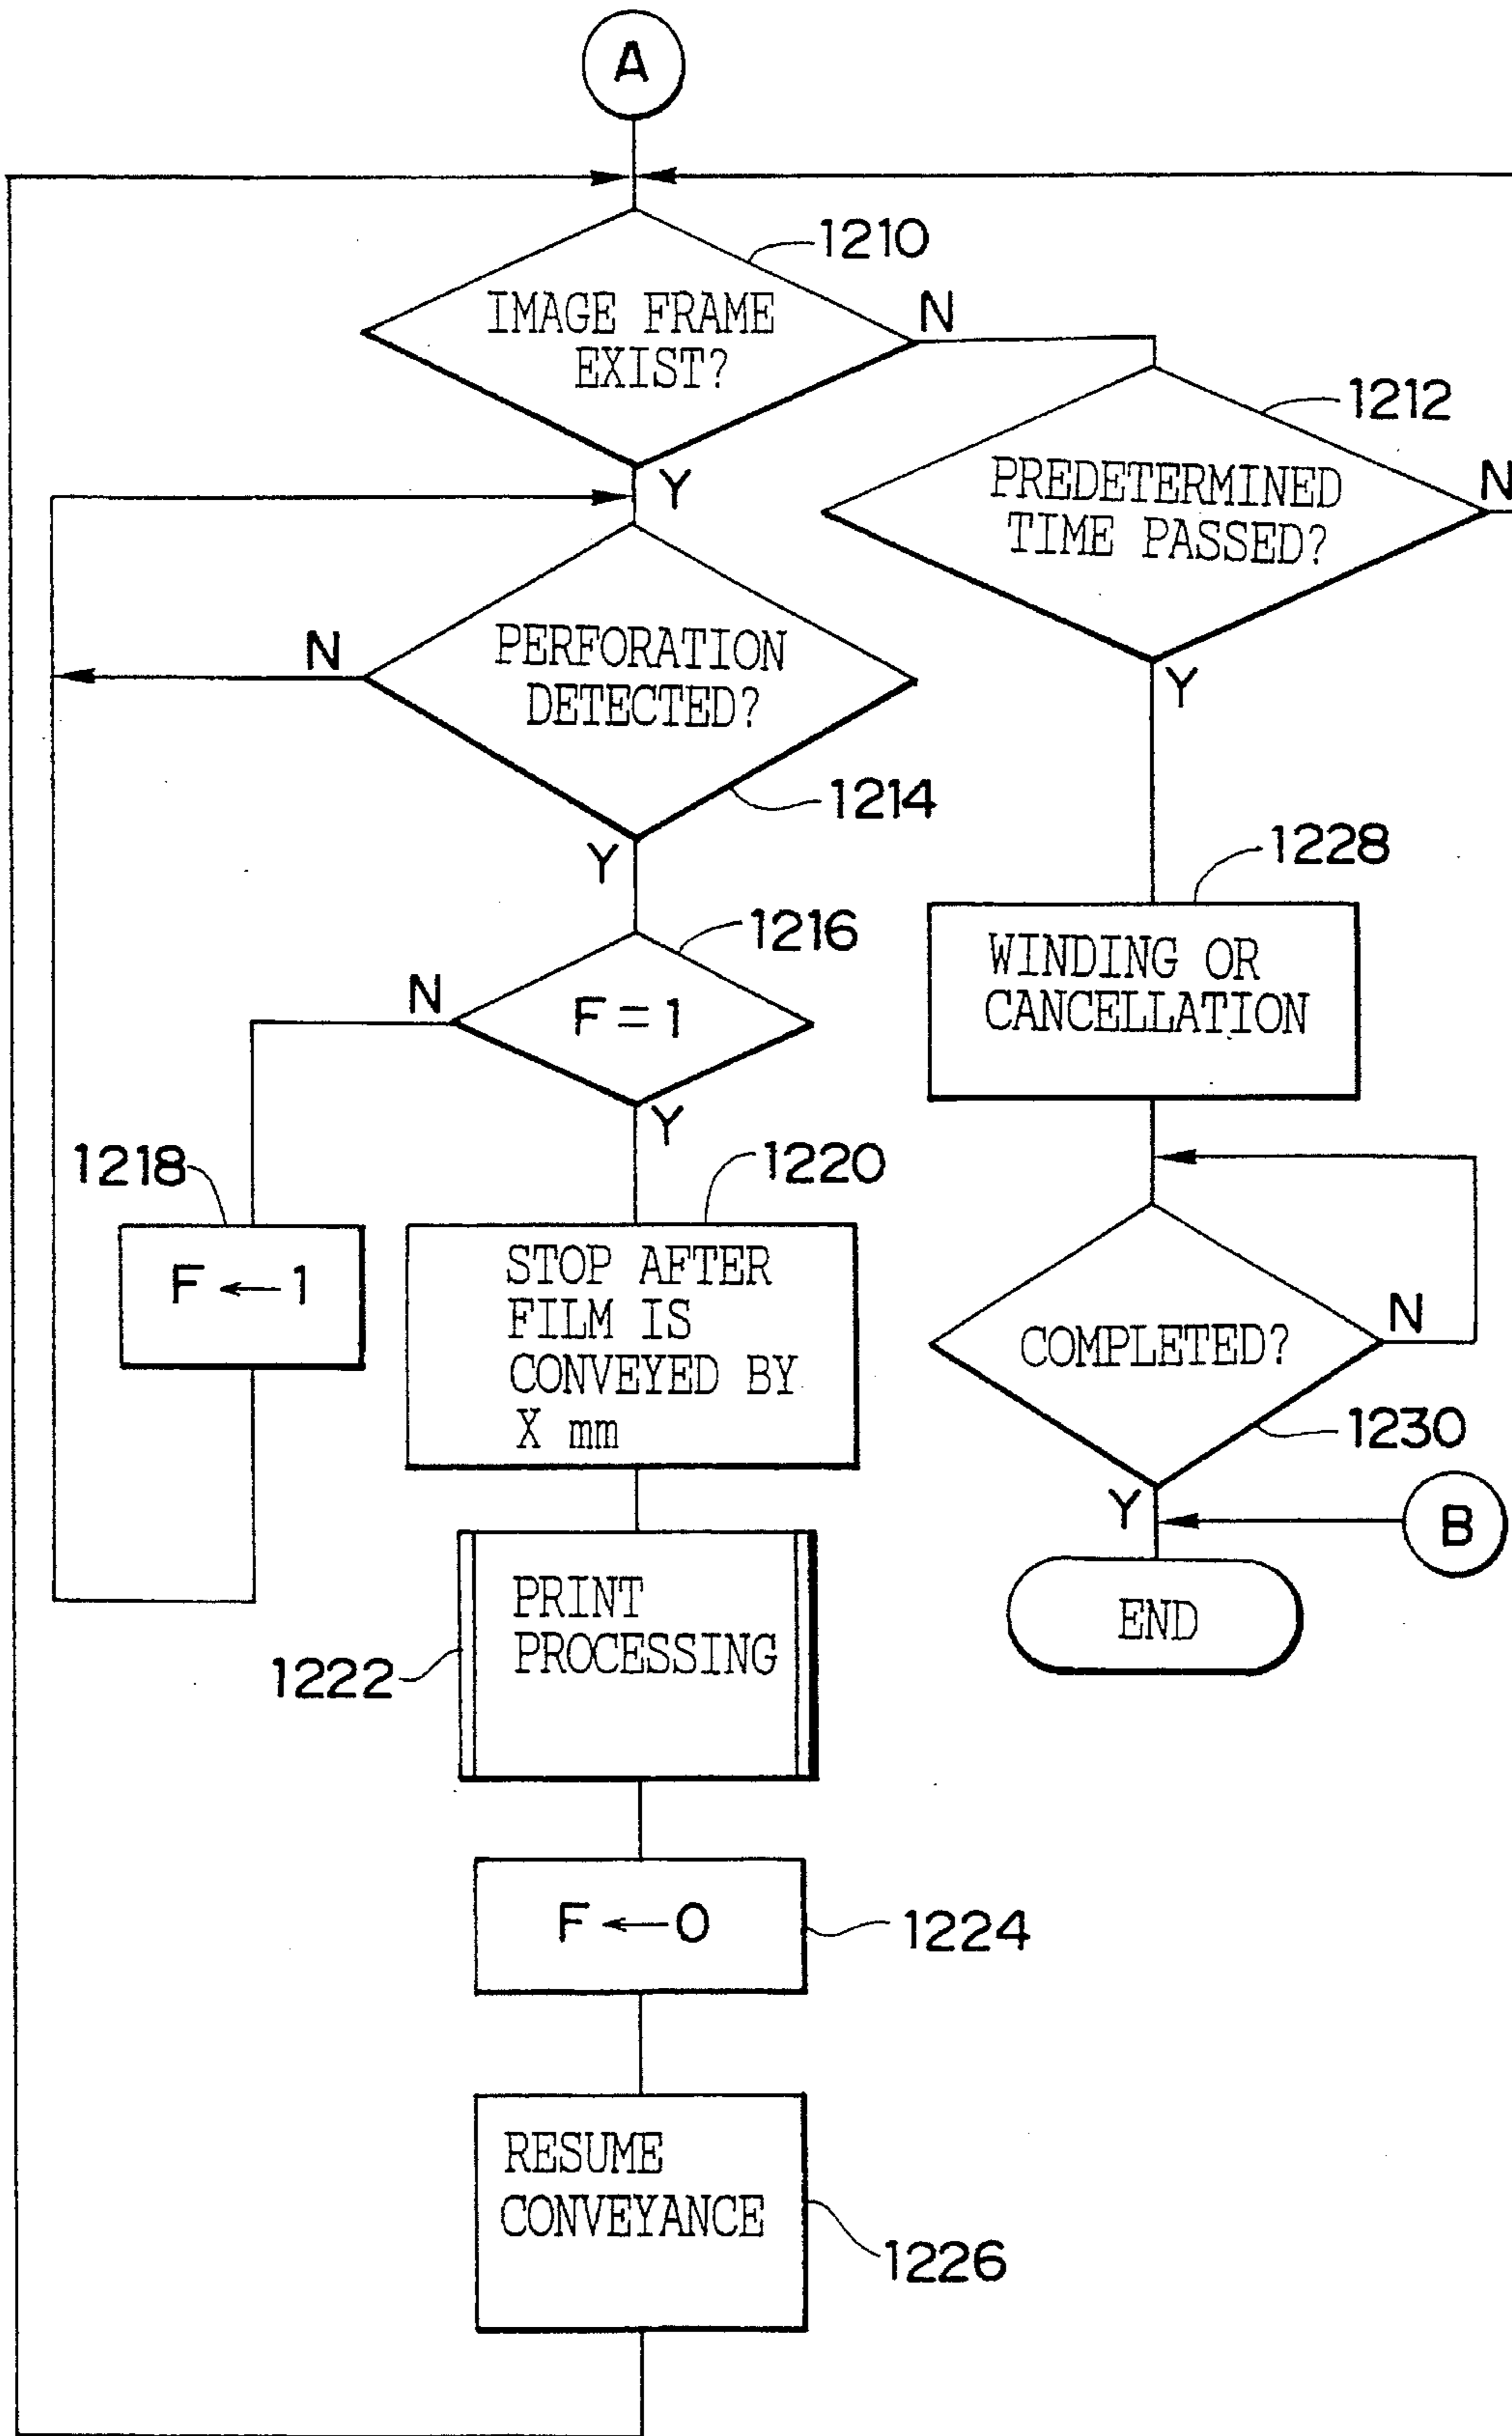 A
1210
IMAGE FRAME
EXIST?
N
Y
1212
PREDETERMINED
TIME PASSED?
N
Y
PERFORATION
DETECTED?
N
1214
Y
1216
F = 1
N
Y
1218
F ← 1
1220
STOP AFTER
FILM IS
CONVEYED BY
X mm
1222
PRINT
PROCESSING
F ← 0
1224
RESUME
CONVEYANCE
1226
1228
WINDING OR
CANCELLATION
COMPLETED?
N
1230
Y
B
END